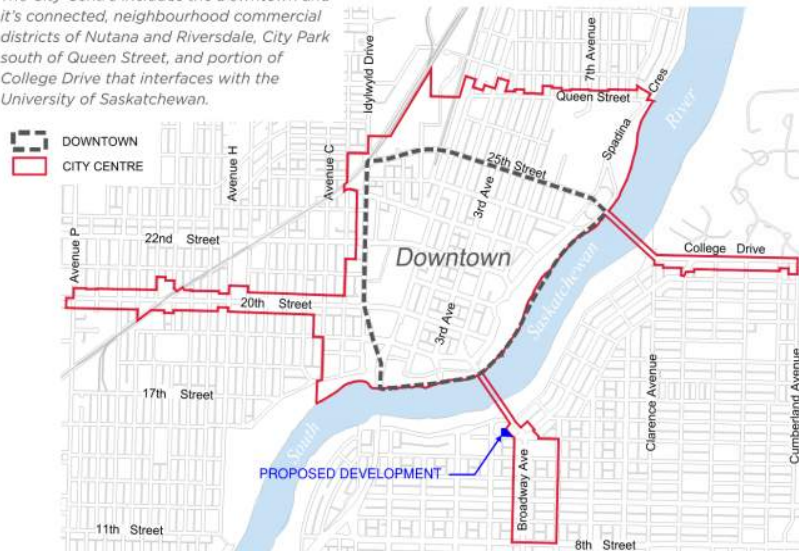 it's connected, neighbourhood commercial
districts of Nutana and Riversdale, City Park
south of Queen Street, and portion of
College Drive that interfaces with the
University of Saskatchewan.
DOWNTOWN
CITY CENTRE
Idylwyld Drive
7th Avenue
Queen Street
Spadina Cres
River
Avenue H
Avenue C
25th Street
3rd Ave
22nd Street
Avenue P
Downtown
College Drive
20th Street
3rd Ave
Saskatchewan
17th Street
Clarence Avenue
Cumberland Avenue
South
PROPOSED DEVELOPMENT
Broadway Ave
11th Street
8th Street